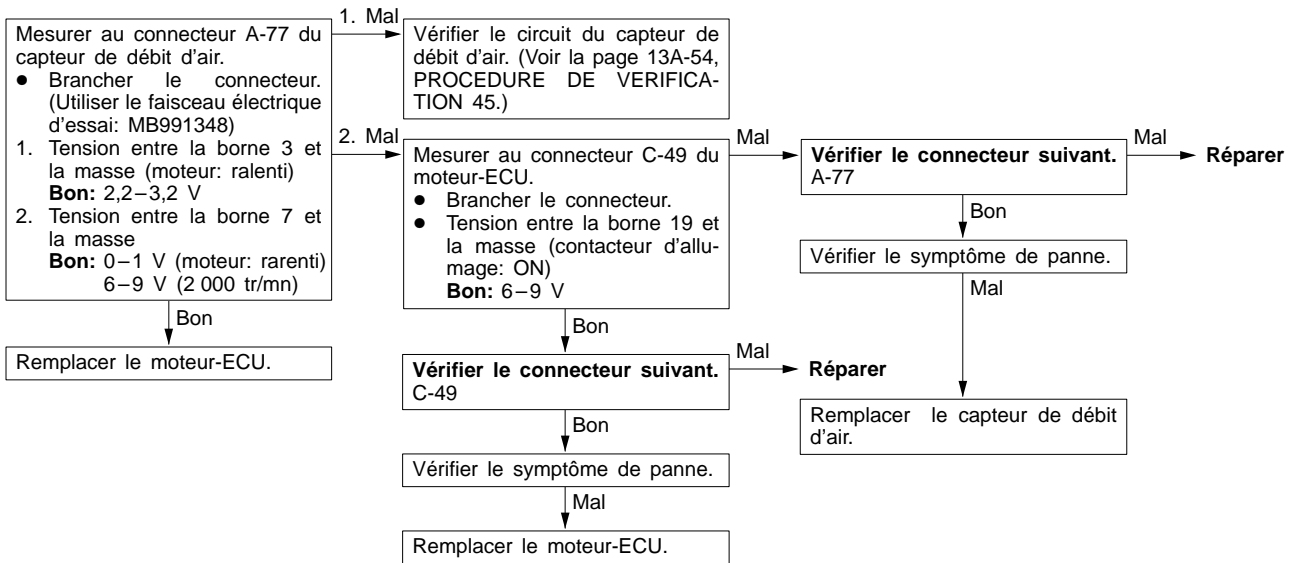 Mesurer au connecteur A-77 du
capteur de débit d'air.
● Brancher le connecteur.
(Utiliser le faisceau électrique
d'essai: MB991348)
1. Tension entre la borne 3 et
la masse (moteur: ralenti)
Bon: 2,2–3,2 V
2. Tension entre la borne 7 et
la masse
Bon: 0–1 V (moteur: rarenti)
6–9 V (2 000 tr/mn)
1. Mal
Vérifier le circuit du capteur de
débit d'air. (Voir la page 13A-54,
PROCEDURE DE VERIFICA-
TION 45.)
2. Mal
Mesurer au connecteur C-49 du
moteur-ECU.
● Brancher le connecteur.
● Tension entre la borne 19 et
la masse (contacteur d'allu-
mage: ON)
Bon: 6–9 V
Mal
Vérifier le connecteur suivant.
A-77
Mal
Réparer
Bon
Vérifier le symptôme de panne.
Mal
Remplacer le capteur de débit
d'air.
Bon
Remplacer le moteur-ECU.
Bon
Vérifier le connecteur suivant.
C-49
Mal
Réparer
Bon
Vérifier le symptôme de panne.
Mal
Remplacer le moteur-ECU.